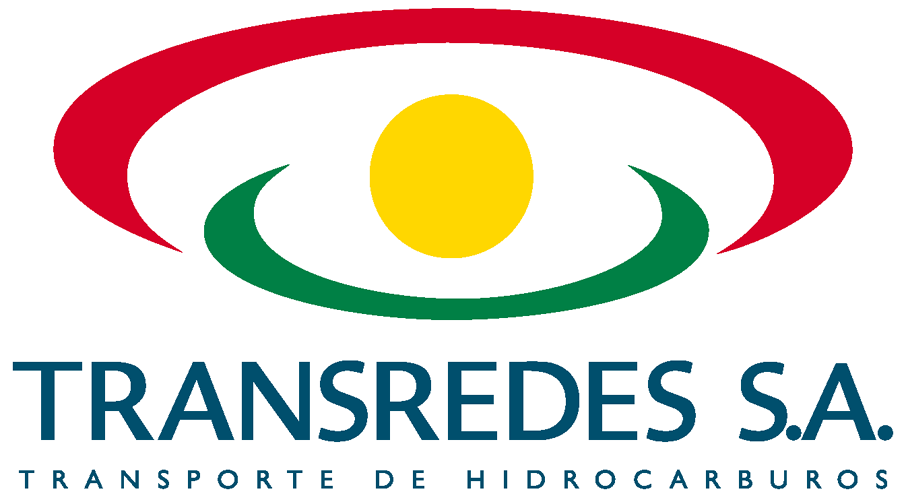 TRANSREDES S.A.
TRANSPORTE DE HIDROCARBUROS